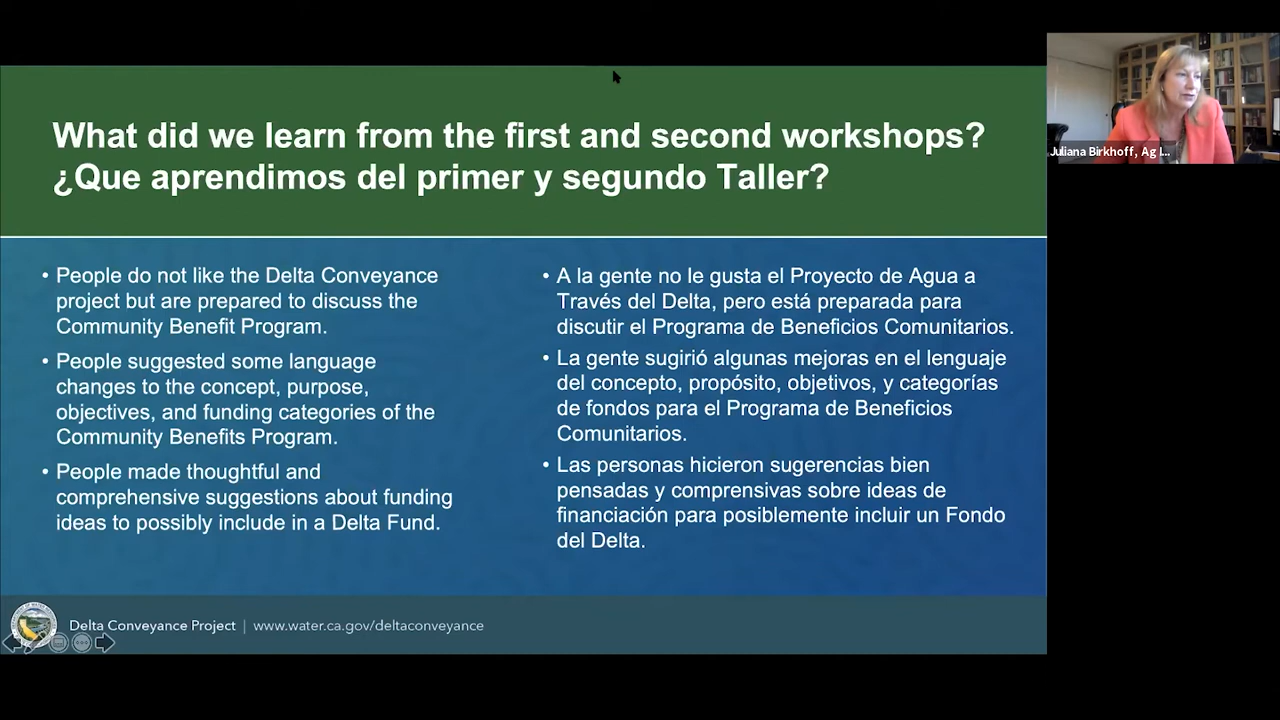 What did we learn from the first and second workshops?
¿Que aprendimos del primer y segundo Taller?
• People do not like the Delta Conveyance
project but are prepared to discuss the
Community Benefit Program.
• People suggested some language
changes to the concept, purpose,
objectives, and funding categories of the
Community Benefits Program.
• People made thoughtful and
comprehensive suggestions about funding
ideas to possibly include in a Delta Fund.
• A la gente no le gusta el Proyecto de Agua a
Través del Delta, pero está preparada para
discutir el Programa de Beneficios Comunitarios.
• La gente sugirió algunas mejoras en el lenguaje
del concepto, propósito, objetivos, y categorías
de fondos para el Programa de Beneficios
Comunitarios.
• Las personas hicieron sugerencias bien
pensadas y comprensivas sobre ideas de
financiación para posiblemente incluir un Fondo
del Delta.
Delta Conveyance Project | www.water.ca.gov/deltaconveyance
Juliana Birkhoff, Ag I...